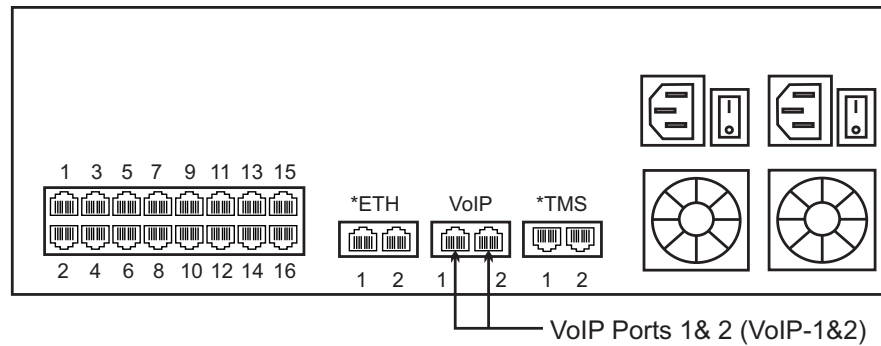 1 3 5 7 9 11 13 15
2 4 6 8 10 12 14 16
*ETH VoIP *TMS
1 2 1 2 1 2
VoIP Ports 1& 2 (VoIP-1&2)